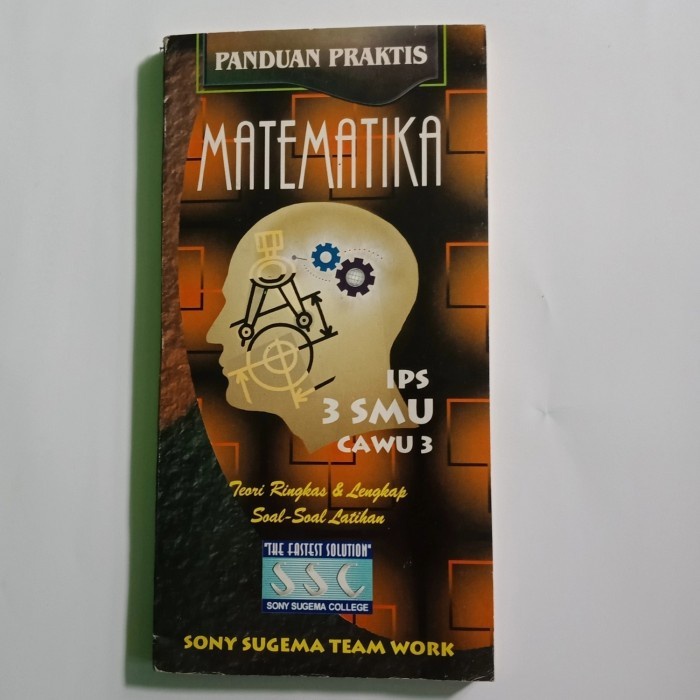 PANDUAN PRAKTIS
MATEMATIKA
IPS
3 SMU
CAWU 3
Teori Ringkas & Lengkap
Soal-Soal Latihan
"THE FASTEST SOLUTION"
SSC
SONY SUGEMA COLLEGE
SONY SUGEMA TEAM WORK